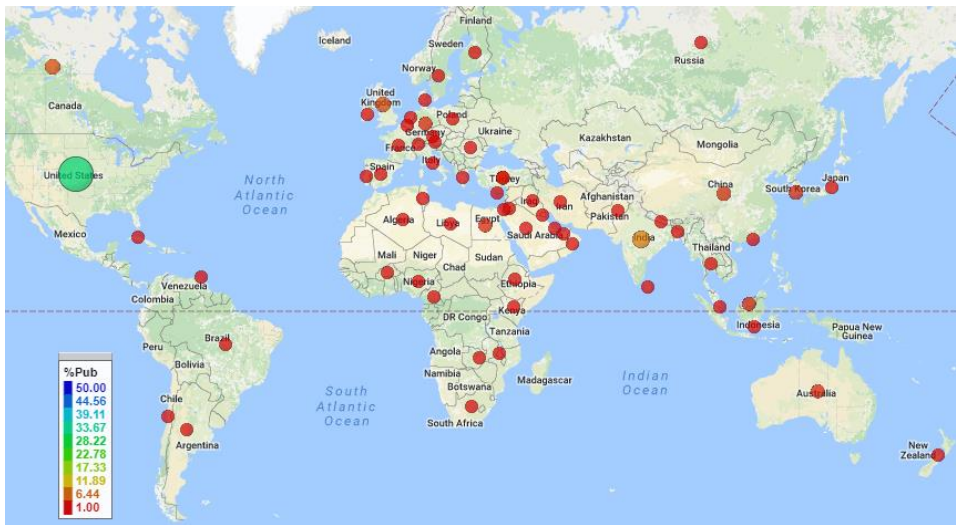 Finland
Iceland
Sweden
Russia
Norway
United
Kingdom
Canada
Poland
Germany
Ukraine
Kazakhstan
France
Mongolia
Italy
Spain
United States
Turkey
North
Atlantic
Ocean
China
South Korea
Japan
Afghanistan
Iraq
Iran
Pakistan
Algeria
Libya
Egypt
Mexico
Saudi Arabia
India
Mali
Niger
Sudan
Chad
Thailand
Nigeria
Ethiopia
Venezuela
Colombia
Kenya
DR Congo
Indonesia
Papua New
Guinea
Tanzania
Brazil
Peru
Angola
Bolivia
Namibia
Madagascar
Botswana
South
Atlantic
Ocean
Indian
Ocean
Australia
Chile
South Africa
Argentina
New
Zealand
%Pub
50.00
44.56
39.11
33.67
28.22
22.78
17.33
11.89
6.44
1.00